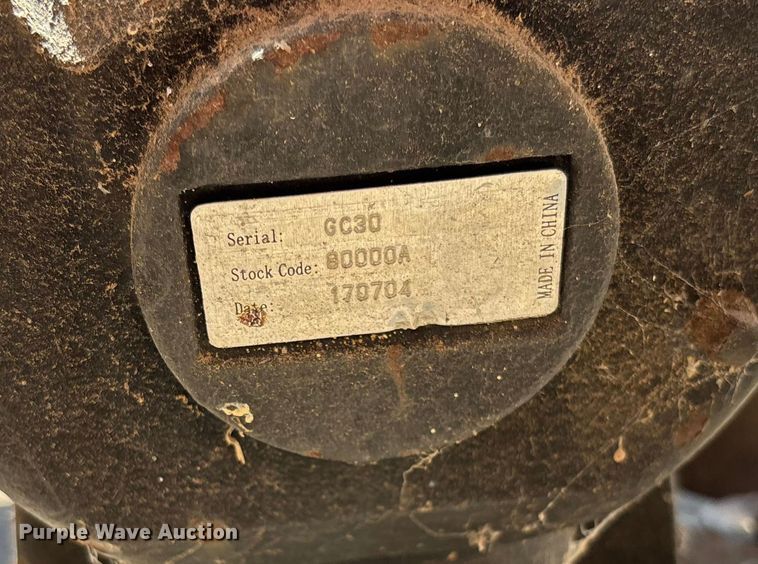 Serial: GC30
Stock Code: 80000A
Date 170704
MADE IN CHINA
Purple Wave Auction